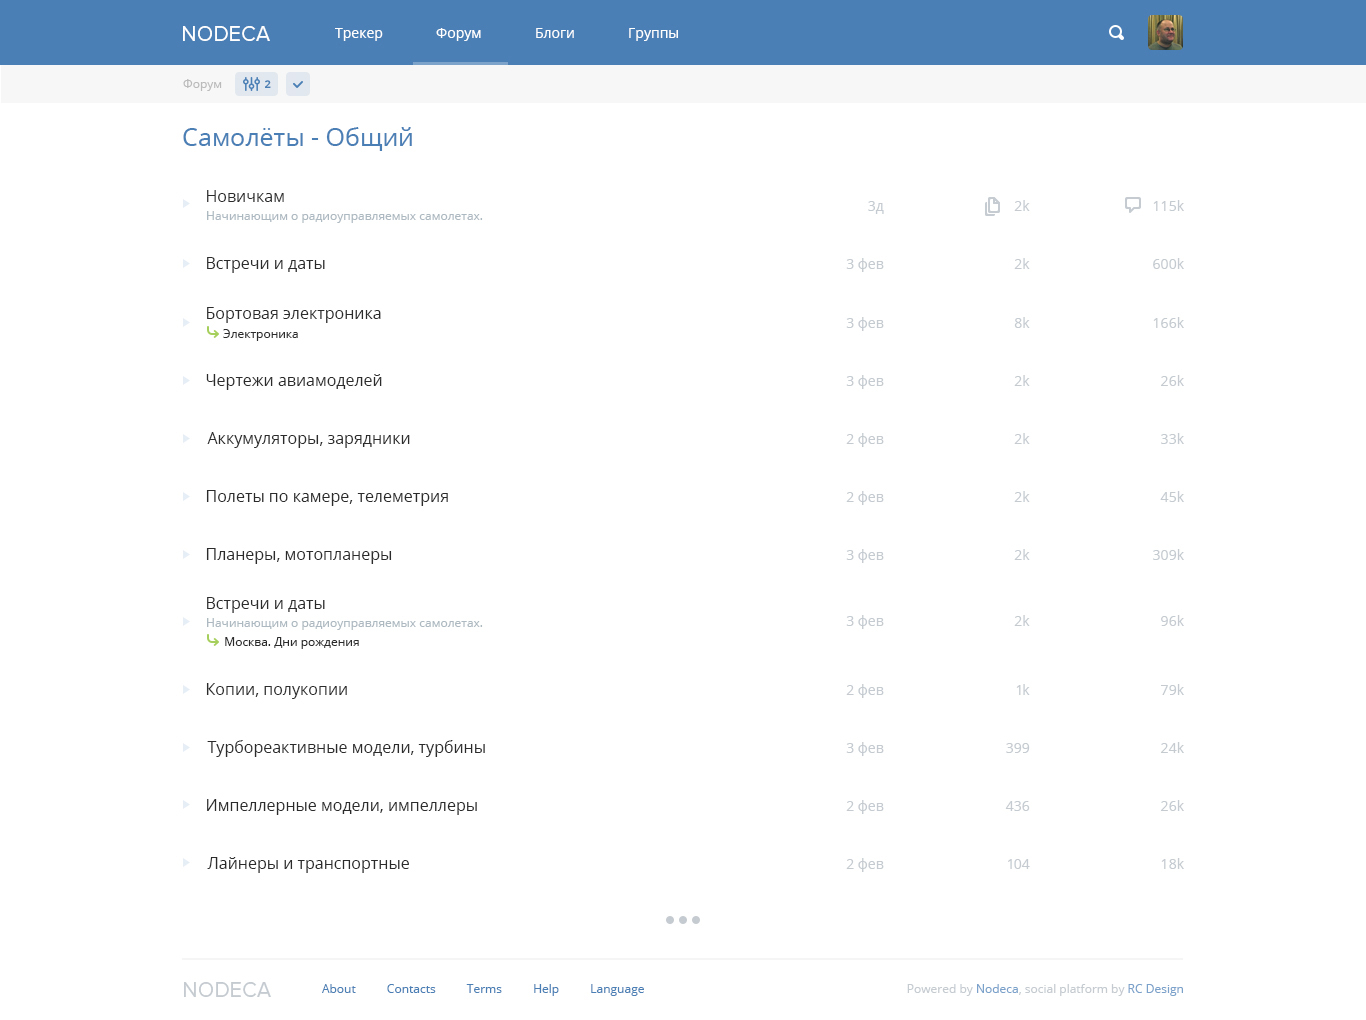 NODECA Трекер Форум Блоги Группы
Форум 2
Самолёты - Общий
Новичкам
Начинающим о радиоуправляемых самолетах.
3д 2k 115k
Встречи и даты 3 фев 2k 600k
Бортовая электроника
Электроника
3 фев 8k 166k
Чертежи авиамоделей 3 фев 2k 26k
Аккумуляторы, зарядники 2 фев 2k 33k
Полеты по камере, телеметрия 2 фев 2k 45k
Планеры, мотопланеры 3 фев 2k 309k
Встречи и даты
Начинающим о радиоуправляемых самолетах.
Москва. Дни рождения
3 фев 2k 96k
Копии, полукопии 2 фев 1k 79k
Турбореактивные модели, турбины 3 фев 399 24k
Импеллерные модели, импеллеры 2 фев 436 26k
Лайнеры и транспортные 2 фев 104 18k
NODECA About Contacts Terms Help Language Powered by Nodeca, social platform by RC Design